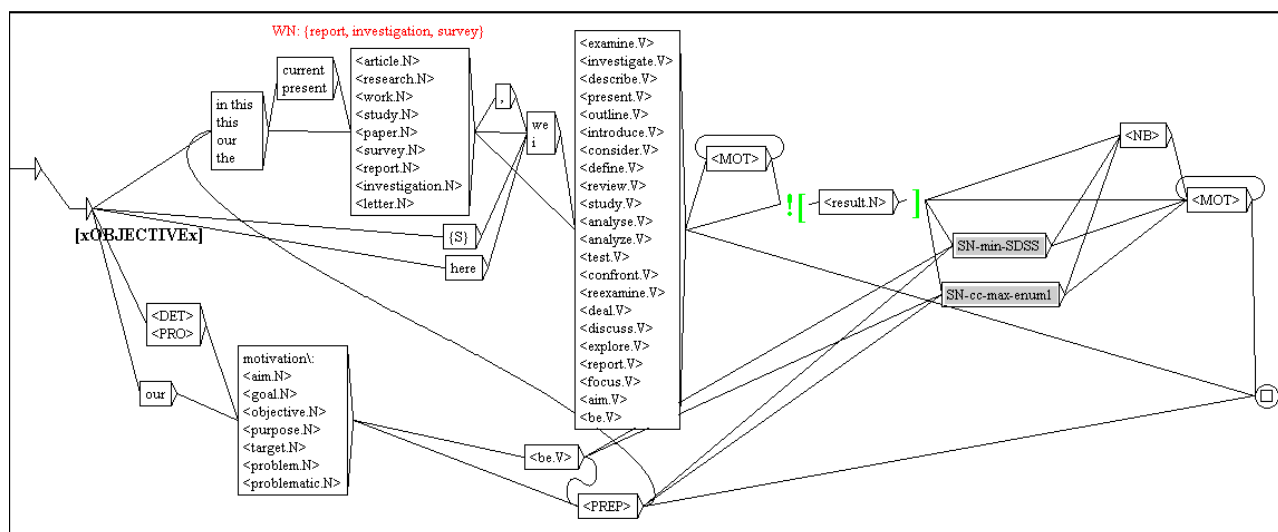 WN: {report, investigation, survey}
current
present
in this
this
our
the
<article.N>
<research.N>
<work.N>
<study.N>
<paper.N>
<survey.N>
<report.N>
<investigation.N>
<letter.N>
,
we
i
{S}
here
<examine.V>
<investigate.V>
<describe.V>
<present.V>
<outline.V>
<introduce.V>
<consider.V>
<define.V>
<review.V>
<study.V>
<analyse.V>
<analyze.V>
<test.V>
<confront.V>
<reexamine.V>
<deal.V>
<discuss.V>
<explore.V>
<report.V>
<focus.V>
<aim.V>
<be.V>
<MOT>
![
<result.N>
]
<NB>
<MOT>
SN-min-SDSS
SN-cc-max-enum1
[xOBJECTIVEx]
<DET>
<PRO>
our
motivation\:
<aim.N>
<goal.N>
<objective.N>
<purpose.N>
<target.N>
<problem.N>
<problematic.N>
<be.V>
<PREP>